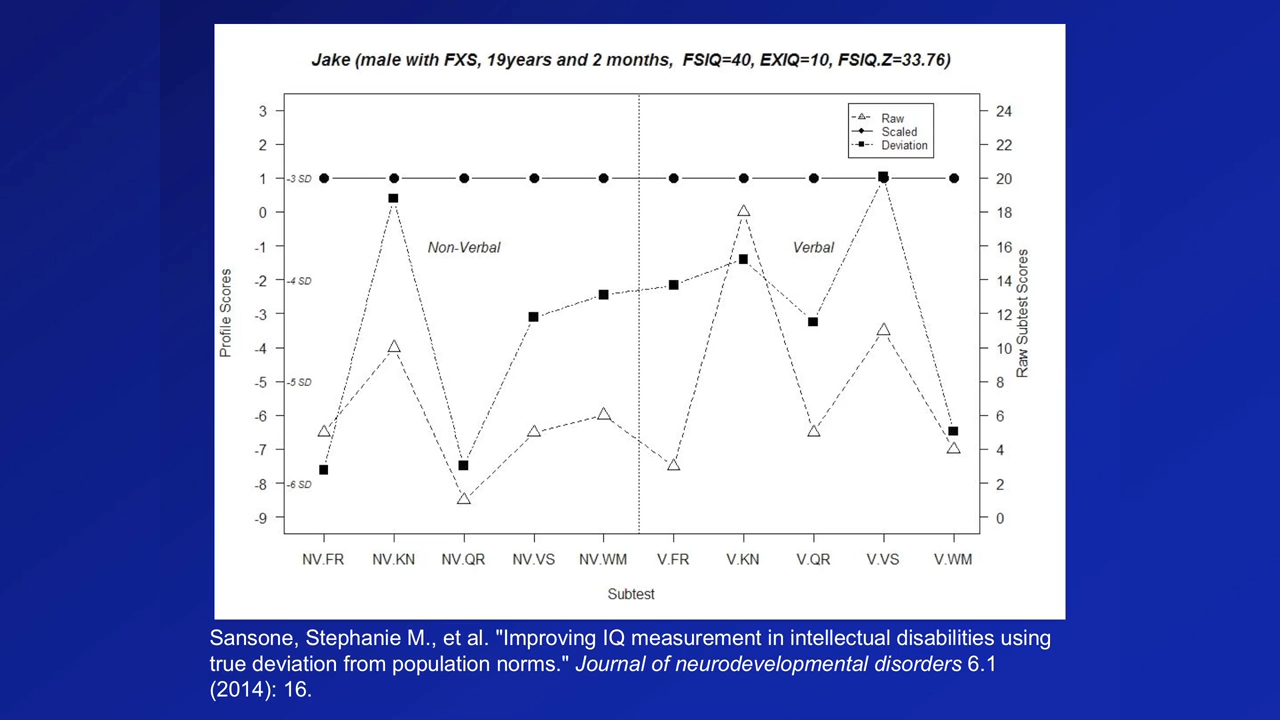 Jake (male with FXS, 19years and 2 months, FSIQ=40, EXIQ=10, FSIQ.Z=33.76)
Raw
Scaled
Deviation
3
2
1
0
-1
-2
-3
-4
-5
-6
-7
-8
-9
Profile Scores
-3 SD
-4 SD
-5 SD
-6 SD
Non-Verbal
Verbal
24
22
20
18
16
14
12
10
8
6
4
2
0
Raw Subtest Scores
NV.FR NV.KN NV.QR NV.VS NV.WM V.FR V.KN V.QR V.VS V.WM
Subtest
Sansone, Stephanie M., et al. "Improving IQ measurement in intellectual disabilities using
true deviation from population norms." Journal of neurodevelopmental disorders 6.1
(2014): 16.